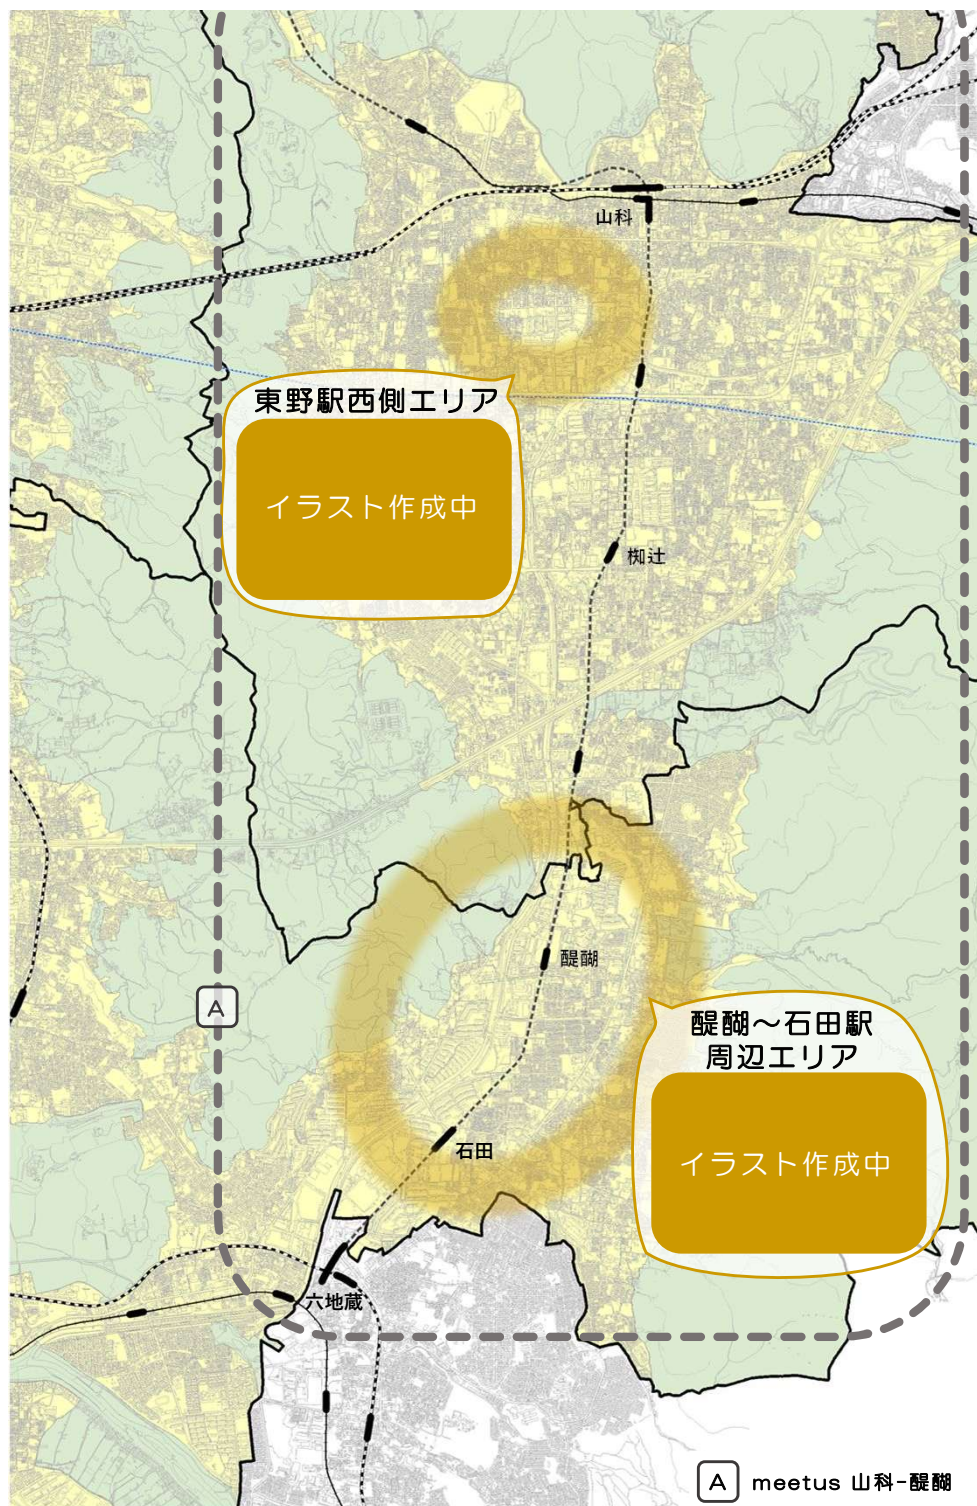 山科
東野駅西側エリア
イラスト作成中
椥辻
醍醐
A
醍醐～石田駅
周辺エリア
石田
イラスト作成中
六地蔵
A meetus 山科-醍醐